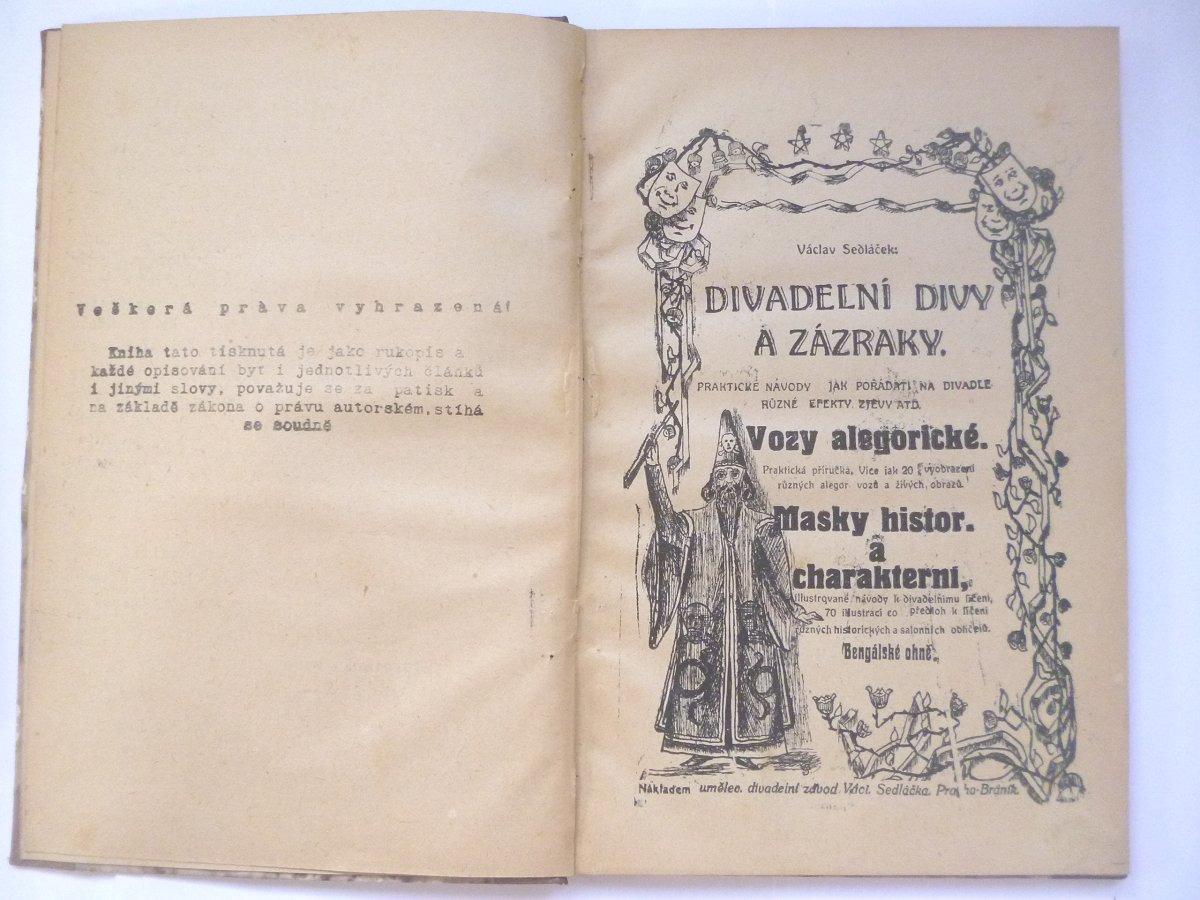 Veškerá práva vyhrazena!
Kniha tato tisknutá je jako rukopis a
každé opisování byť i jednotlivých článků
i jinými slovy, považuje se za patisk a
na základě zákona o právu autorském, stíhá
se soudně
Václav Sedláček:
DIVADELNÍ DIVY
A ZÁZRAKY.
PRAKTICKÉ NÁVODY JAK POŘÁDATI NA DIVADLE
RŮZNÉ EFEKTY ZJEVY ATD.
Vozy alegorické.
Praktická příručka, Více jak 20 vyobrazení
různých alegor vozů a živých obrazů.
Masky histor.
a
charakterní,
illustrované návody k divadelnímu líčení,
70 illustrací co předloh k líčení
různých historických a salonních obličejů.
Bengálské ohně.
Nákladem umělec. divadelní závod Václ. Sedláčka, Praha-Bráník